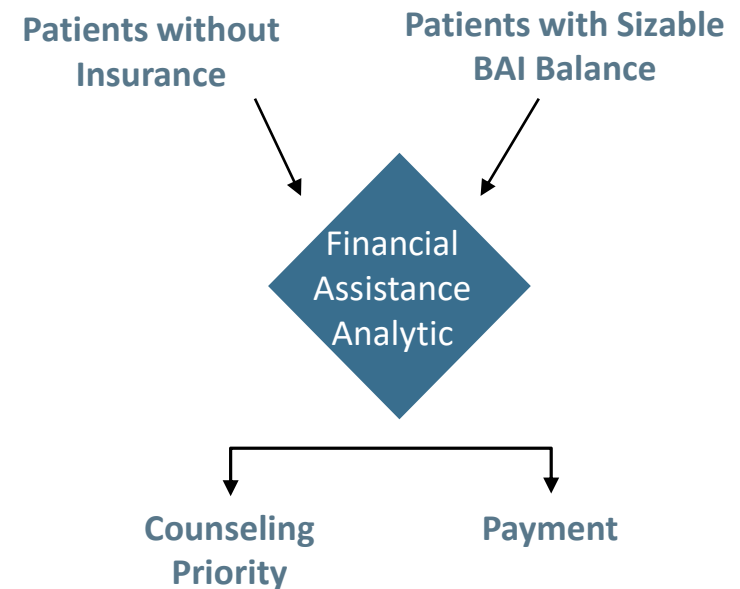 Patients without
Insurance
Patients with Sizable
BAI Balance
Financial
Assistance
Analytic
Counseling
Priority
Payment